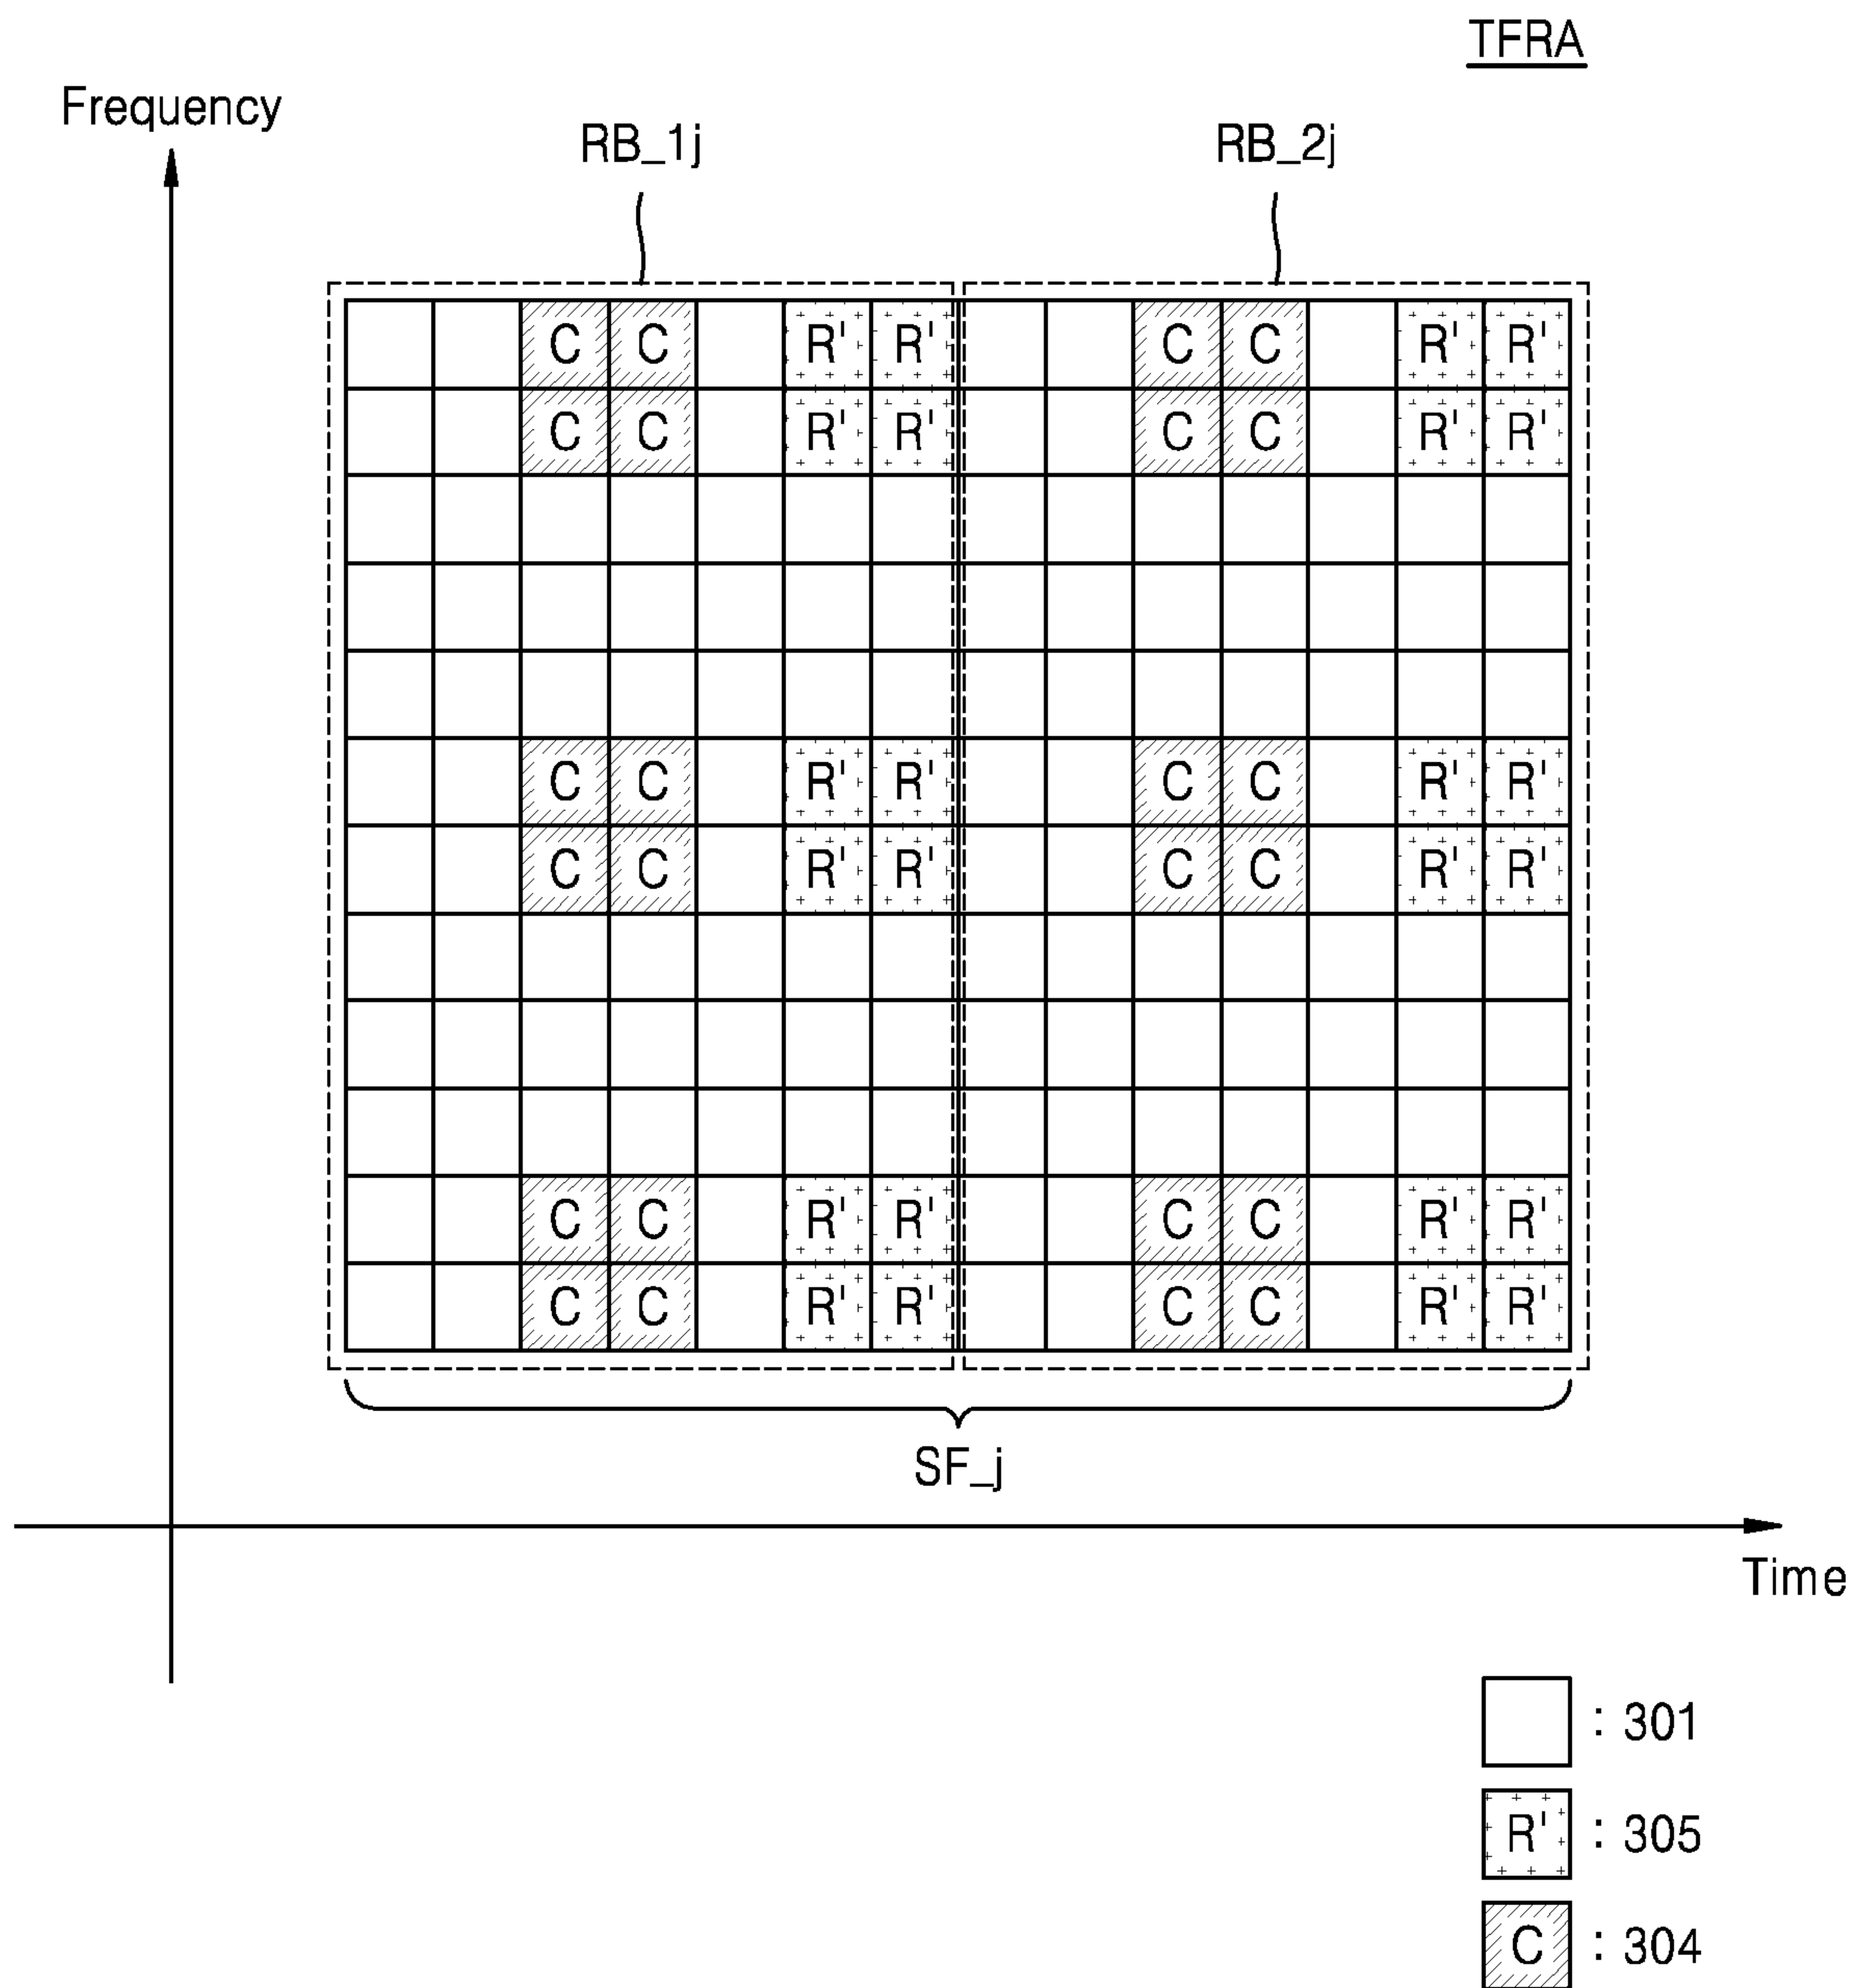 TFRA
Frequency
RB_1j RB_2j
C C R' R' C C R' R'
C C R' R' C C R' R'
C C R' R' C C R' R'
C C R' R' C C R' R'
C C R' R' C C R' R'
C C R' R' C C R' R'
SF_j
Time
: 301
R' : 305
C : 304